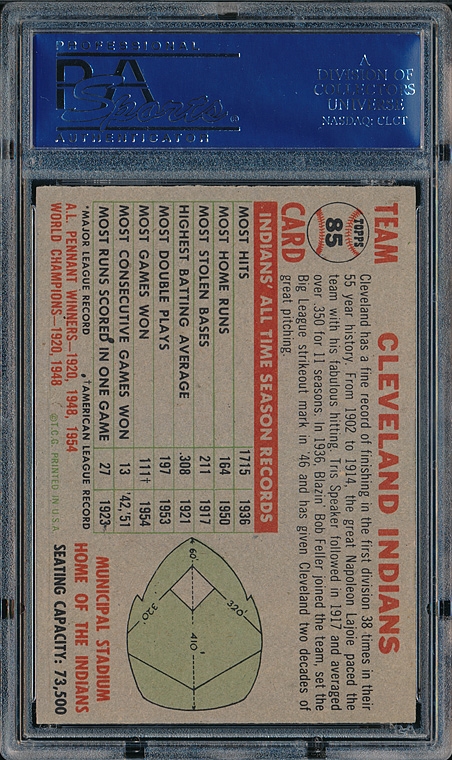 PROFESSIONAL
PSA
Sports
AUTHENTICATOR
A
DIVISION OF
COLLECTORS
UNIVERSE
NASDAQ: CLCT
TEAM
CARD
TOPPS
85
CLEVELAND INDIANS
Cleveland has a fine record of finishing in the first division 38 times in their
55 year history. From 1902 to 1914, the great Napoleon Lajoie paced the
team with his fabulous hitting. Tris Speaker followed in 1917 and averaged
over .350 for 11 seasons. In 1936, Blazin' Bob Feller joined the team, set the
Big League strikeout mark in '46 and has given Cleveland two decades of
great pitching.
INDIANS' ALL TIME SEASON RECORDS
MOST HITS 1715 1936
MOST HOME RUNS 164 1950
MOST STOLEN BASES 211 1917
HIGHEST BATTING AVERAGE .308 1921
MOST DOUBLE PLAYS 197 1953
MOST GAMES WON 111† 1954
MOST CONSECUTIVE GAMES WON 13 '42,'51
MOST RUNS SCORED* IN ONE GAME 27 1923
*MAJOR LEAGUE RECORD †AMERICAN LEAGUE RECORD
A.L. PENNANT WINNERS—1920, 1948, 1954
WORLD CHAMPIONS—1920, 1948
© T.C.G. PRINTED IN U.S.A.
60'
320'
320'
410'
MUNICIPAL STADIUM
HOME OF THE INDIANS
SEATING CAPACITY: 73,500